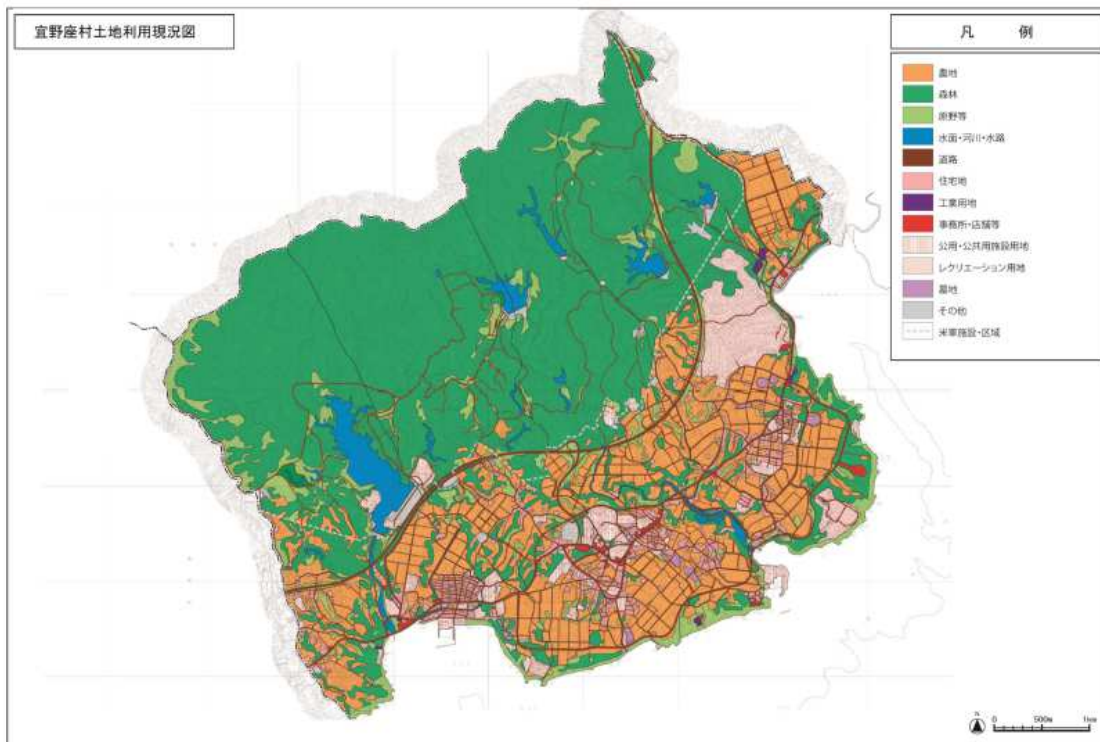 宜野座村土地利用現況図
凡 例
農地
森林
原野等
水面・河川・水路
道路
住宅地
工業用地
事務所・店舗等
公用・公共用施設用地
レクリエーション用地
墓地
その他
米軍施設・区域
N
0 500m 1km